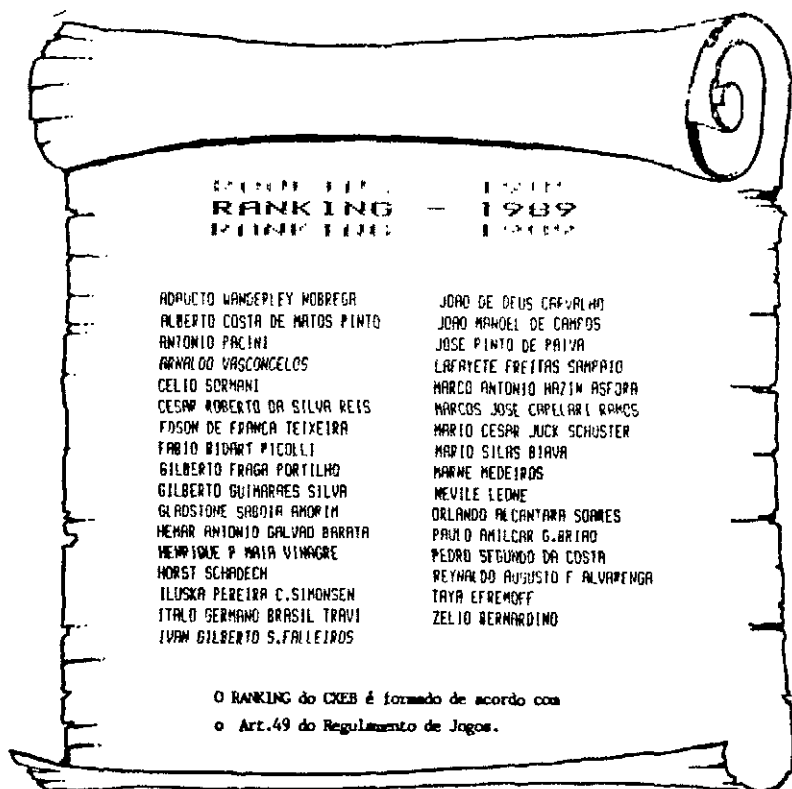 RANKING - 1989
ADAUCTO WANDERLEY NOBREGA
ALBERTO COSTA DE MATOS PINTO
ANTONIO PACINI
ARNALDO VASCONCELOS
CELIO SORMANI
CESAR ROBERTO DA SILVA REIS
EDSON DE FRANCA TEIXEIRA
FABIO BIDART PICOLLI
GILBERTO FRAGA PORTILHO
GILBERTO GUIMARAES SILVA
GLADSTONE SABOIA AMORIM
HEMAR ANTONIO GALVAO BARATA
HENRIQUE P MAIA VINAGRE
HORST SCHADECH
ILUSKA PEREIRA C.SIMONSEN
ITALO GERMANO BRASIL TRAVI
IVAN GILBERTO S.FALLEIROS
JOAO DE DEUS CARVALHO
JOAO MANOEL DE CAMPOS
JOSE PINTO DE PAIVA
LAFAYETE FREITAS SAMPAIO
MARCO ANTONIO HAZIN ASFORA
MARCOS JOSE CAPELARI RAMOS
MARIO CESAR JUCK SCHUSTER
MARIO SILAS BIAVA
MARNE MEDEIROS
NEVILE LEONE
ORLANDO ALCANTARA SOARES
PAULO AMILCAR G.BRIAO
PEDRO SEGUNDO DA COSTA
REYNALDO AUGUSTO F ALVARENGA
TAYA EFREMOFF
ZELIO BERNARDINO
O RANKING do CXEB é formado de acordo com
o Art.49 do Regulamento de Jogos.